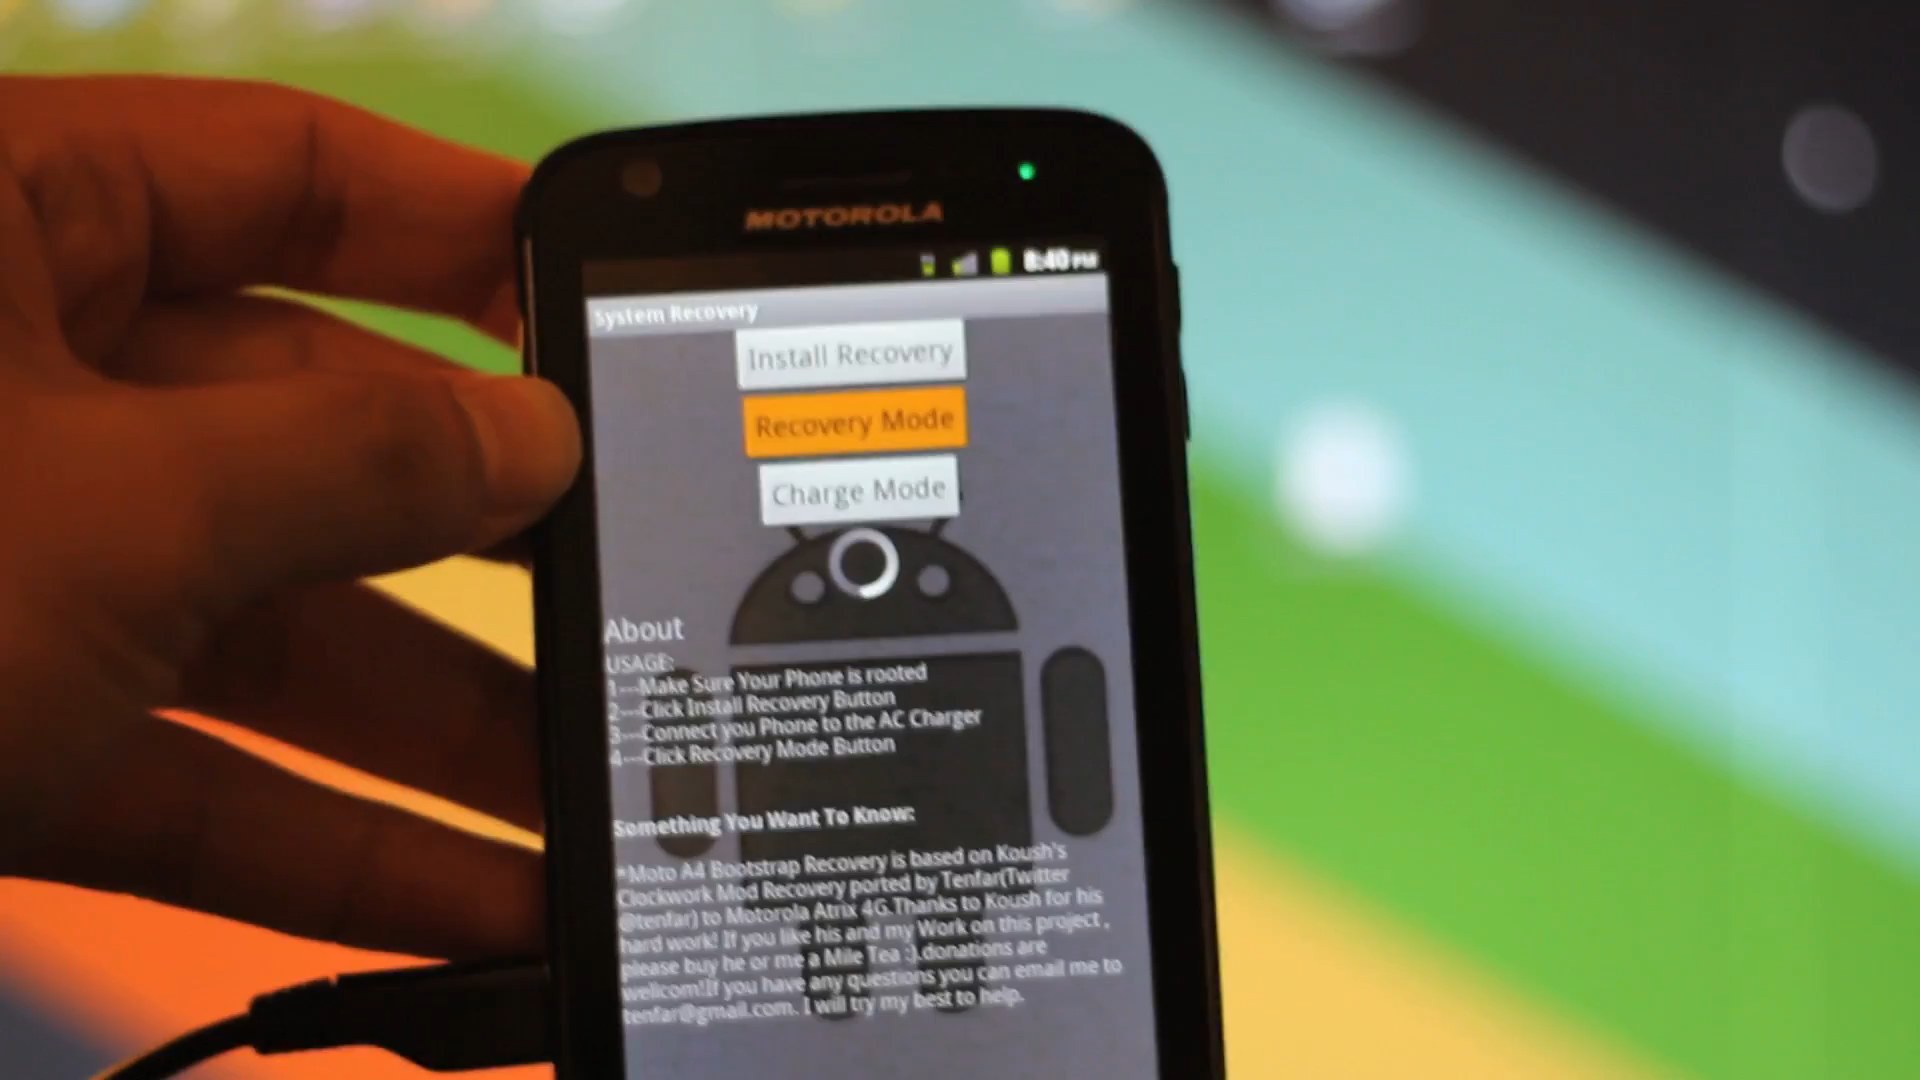 MOTOROLA
8:40 PM
System Recovery
Install Recovery
Recovery Mode
Charge Mode
About
USAGE:
1---Make Sure Your Phone is rooted
2---Click Install Recovery Button
3---Connect you Phone to the AC Charger
4---Click Recovery Mode Button
Something You Want To Know:
*Moto A4 Bootstrap Recovery is based on Koush's
Clockwork Mod Recovery ported by Tenfar(Twitter
@tenfar) to Motorola Atrix 4G.Thanks to Koush for his
hard work! If you like his and my Work on this project ,
please buy he or me a Mile Tea :).donations are
wellcom!If you have any questions you can email me to
tenfar@gmail.com. I will try my best to help.